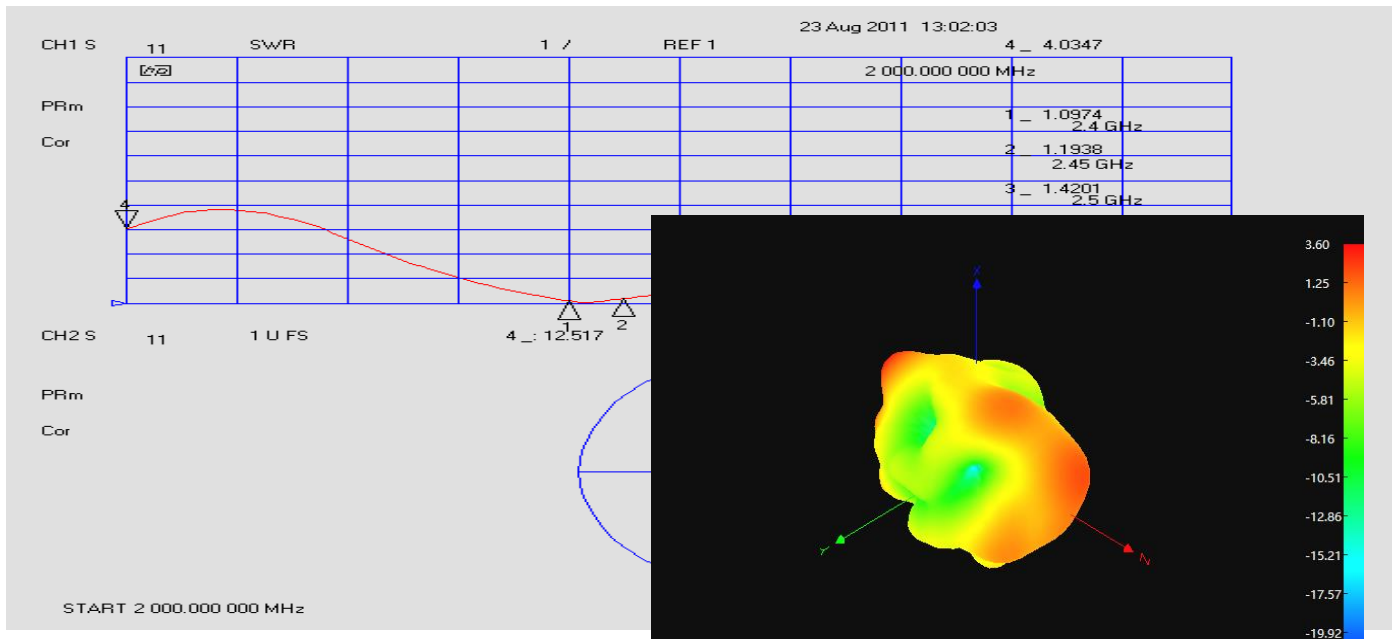 23 Aug 2011 13:02:03
CH1 S 11 SWR 1 / REF 1 4 _ 4.0347
2 000.000 000 MHz
PRm
1 _ 1.0974
2.4 GHz
Cor
2 _ 1.1938
2.45 GHz
3 _ 1.4201
2.5 GHz
4
1
2
CH2 S 11 1 U FS 4 _: 12.517
PRm
Cor
START 2 000.000 000 MHz
X
Y
3.60
1.25
-1.10
-3.46
-5.81
-8.16
-10.51
-12.86
-15.21
-17.57
-19.92